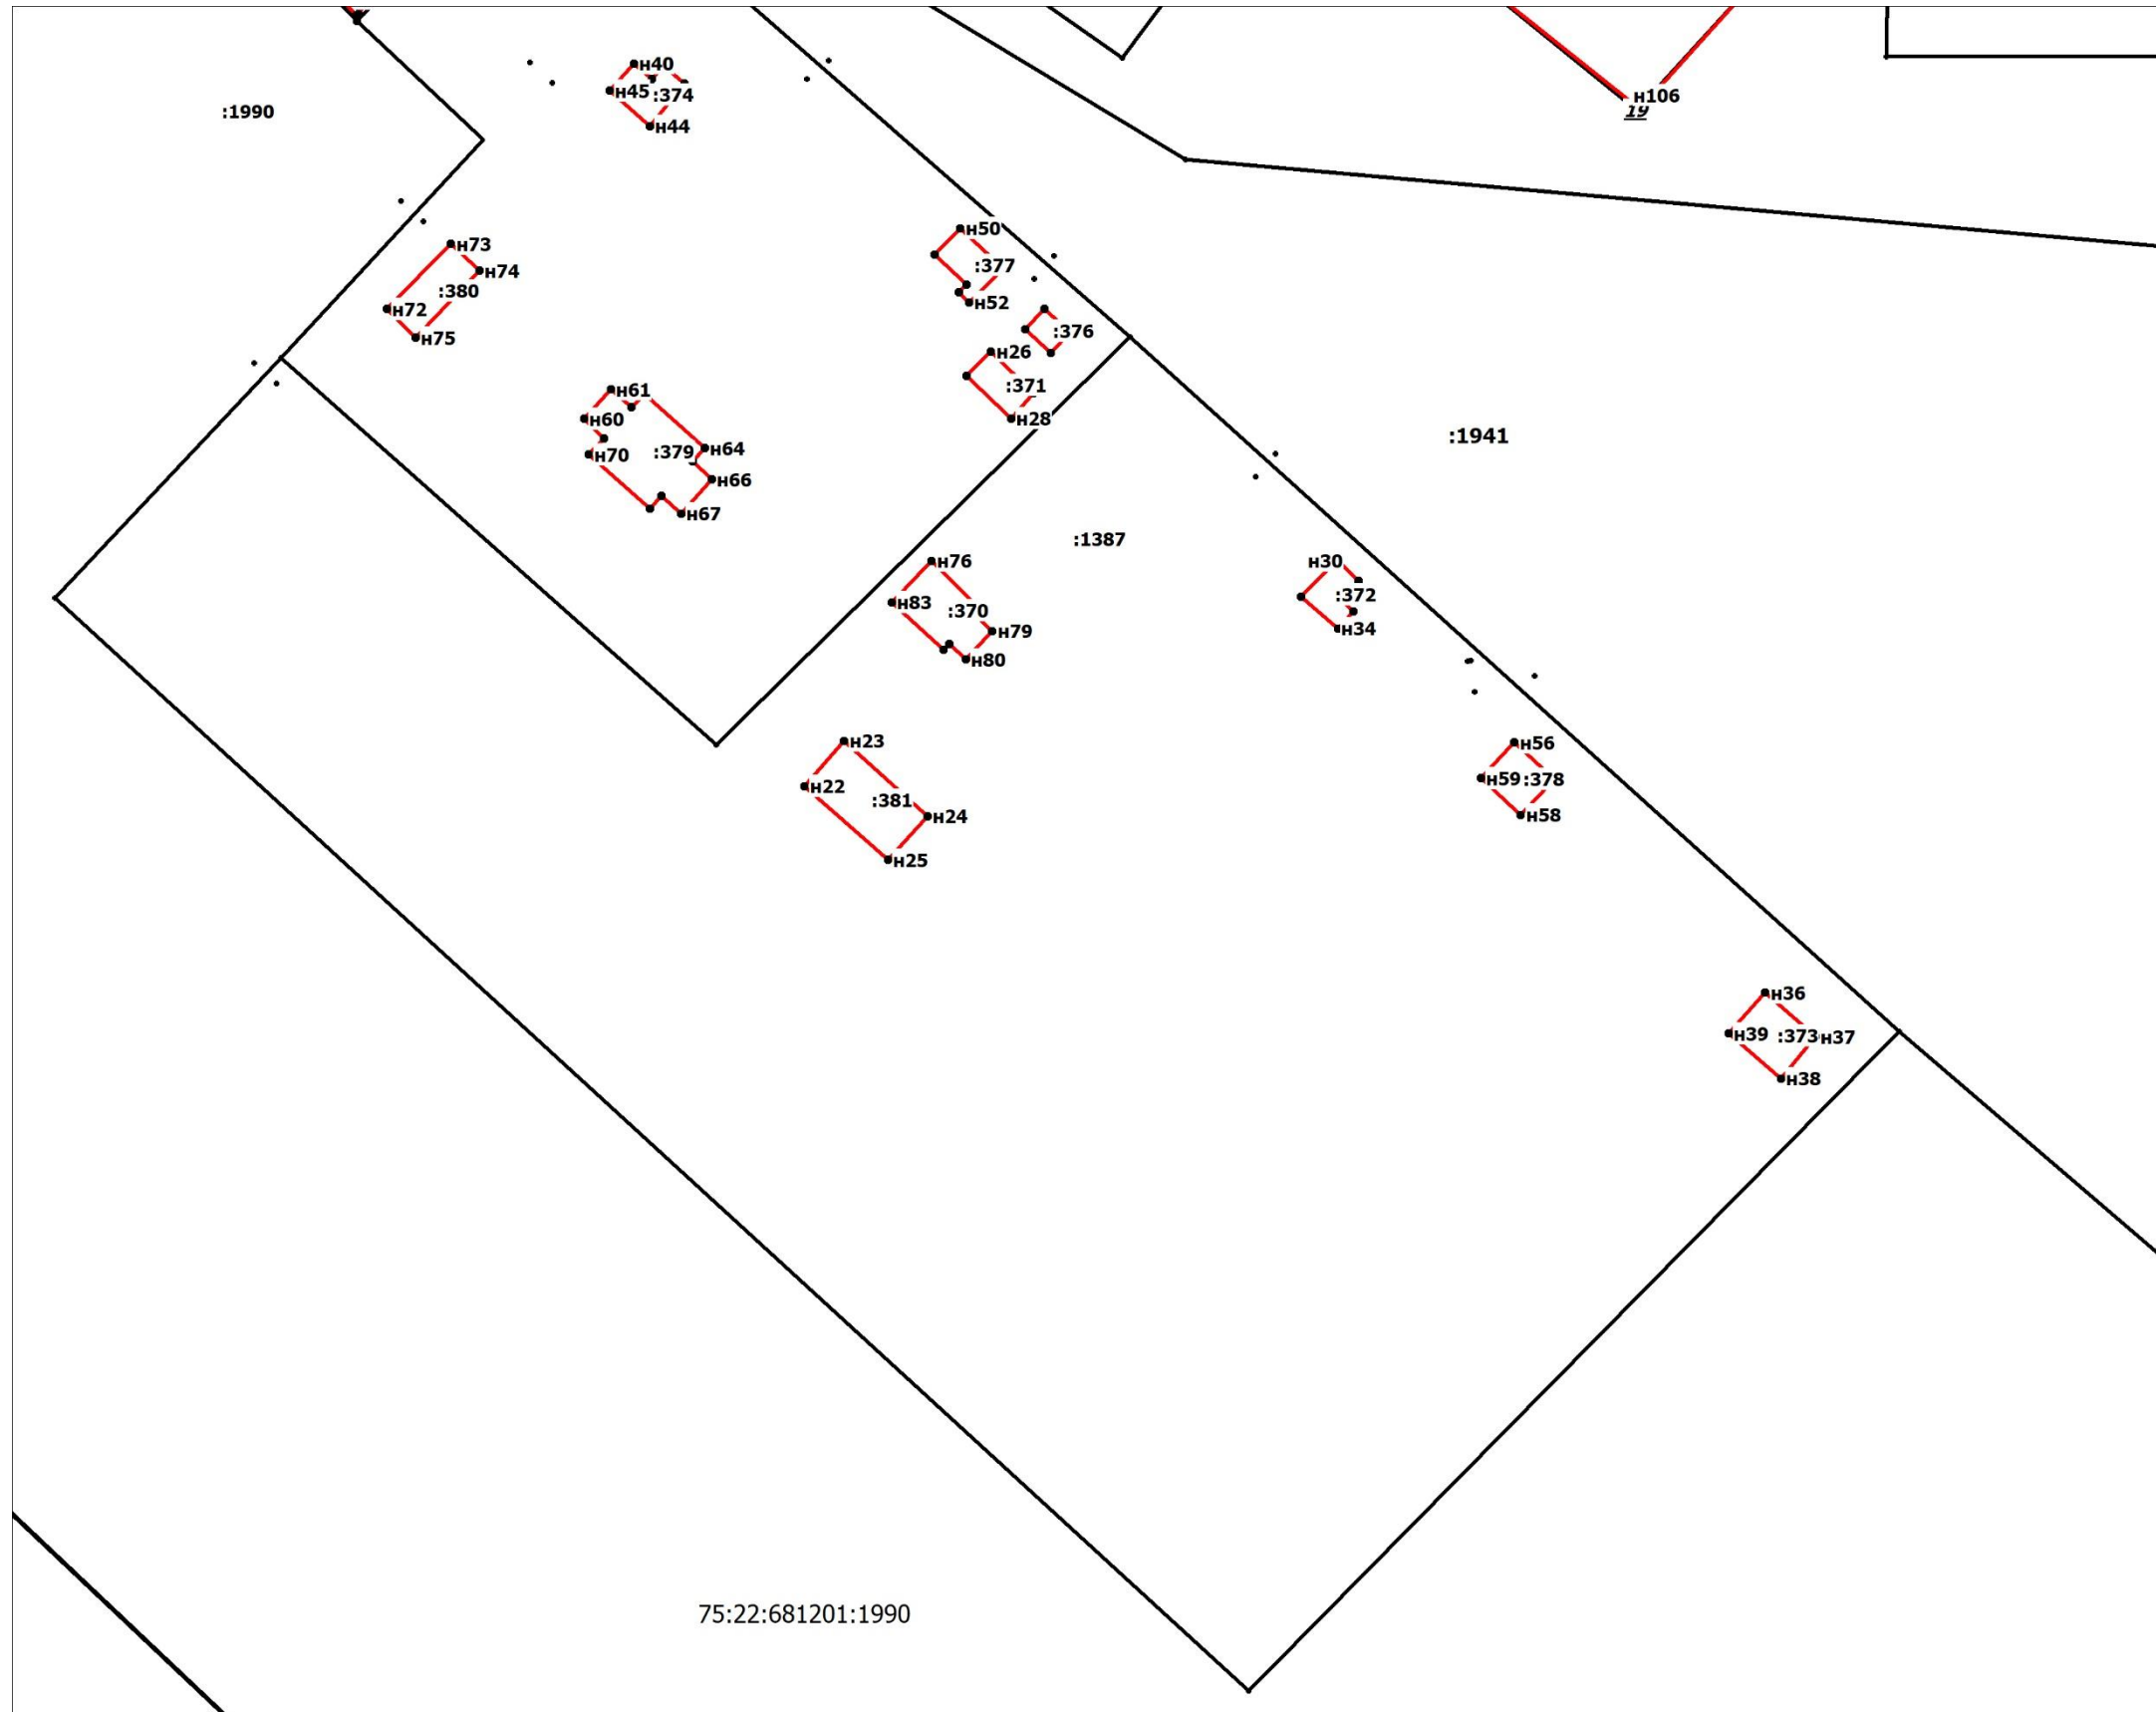 н40
н106
н45 :374
19
:1990
н44
н50
н73
:377
н74
:380
н52
н72
:376
н75
н26
:371
н61
н28
н60
:1941
н64
:379
н70
н66
н67
:1387
н76
н30
:372
н83
:370
н34
н79
н80
н23
н56
н59 :378
н22
:381
н58
н24
н25
н36
н39 :373 н37
н38
75:22:681201:1990